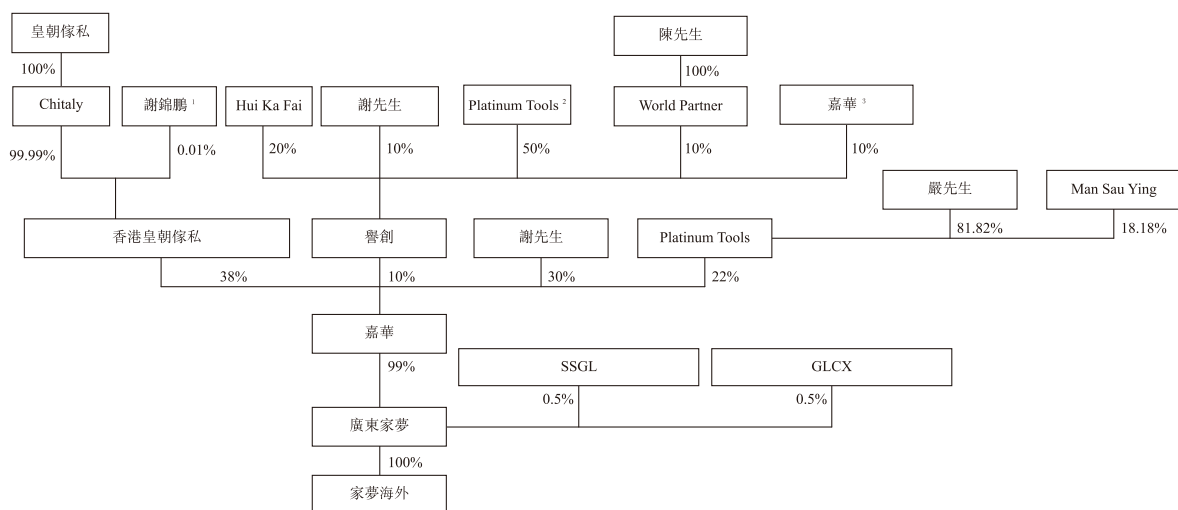 皇朝傢私
陳先生
100%
100%
Chitaly
謝錦鵬 1
Hui Ka Fai
謝先生
Platinum Tools 2
World Partner
嘉華 3
99.99%
0.01%
20%
10%
50%
10%
10%
嚴先生
Man Sau Ying
81.82%
18.18%
香港皇朝傢私
譽創
謝先生
Platinum Tools
38%
10%
30%
22%
嘉華
99%
SSGL
GLCX
0.5%
0.5%
廣東家夢
100%
家夢海外